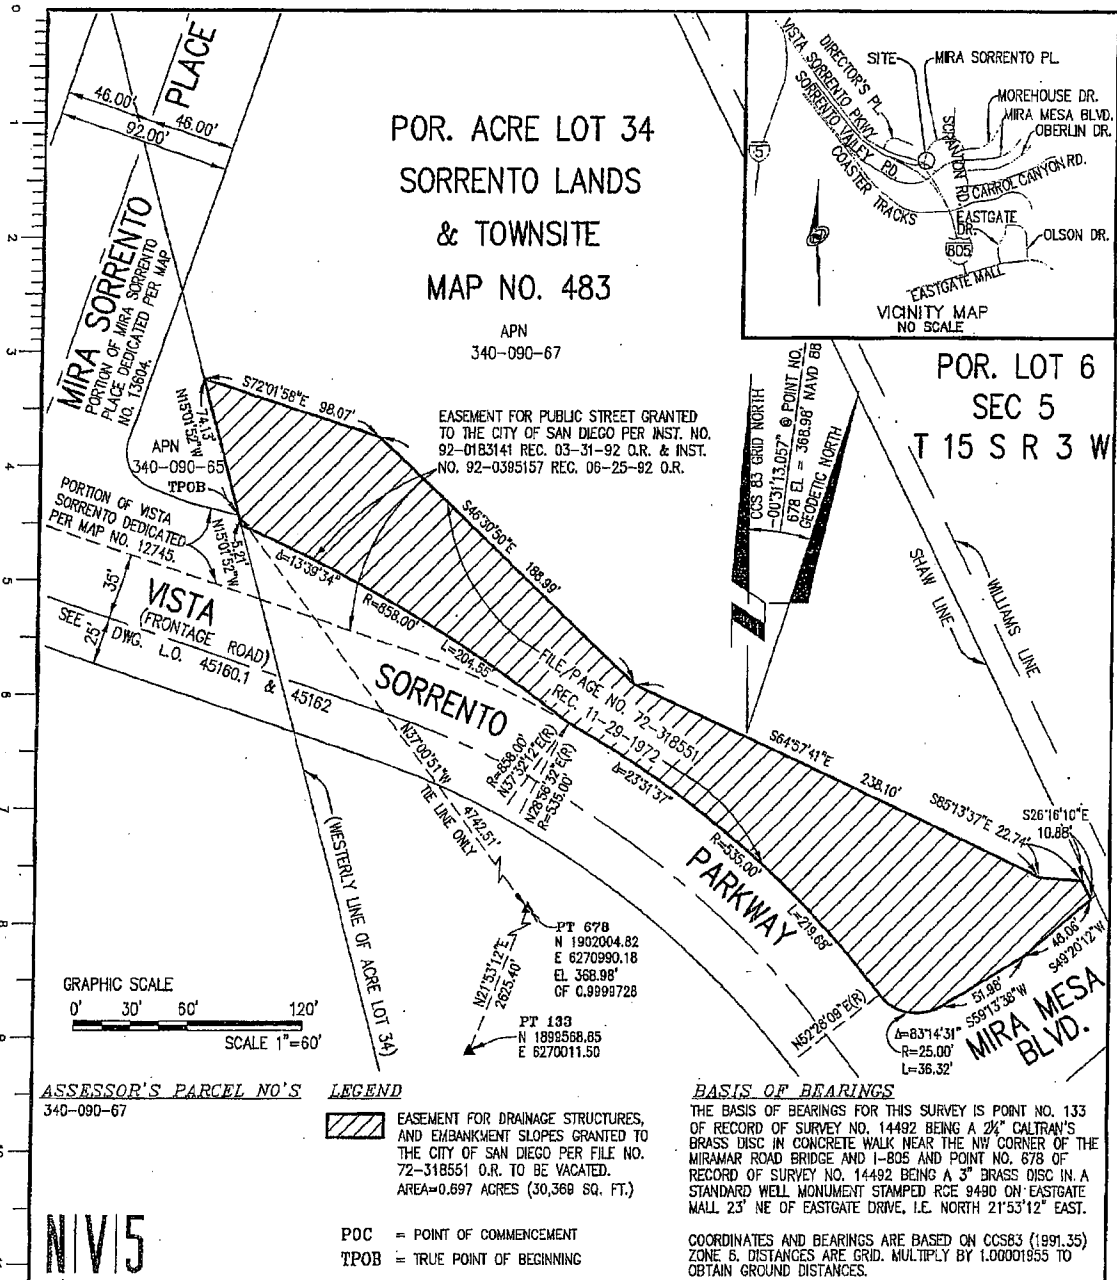 PLACE
46.00'
46.00'
92.00'
MIRA SORRENTO
PORTION OF MIRA SORRENTO
PLACE DEDICATED PER MAP
NO. 13604.
POR. ACRE LOT 34
SORRENTO LANDS
& TOWNSITE
MAP NO. 483
APN
340-090-67
VISTA SORRENTO PKWY
DIRECTOR'S PL.
SORRENTO VALLEY RD.
COASTER TRACKS
SITE
MIRA SORRENTO PL.
MOREHOUSE DR.
MIRA MESA BLVD.
OBERLIN DR.
SCRANTON RD.
CARROL CANYON RD.
EASTGATE DR.
OLSON DR.
EASTGATE MALL
5
805
VICINITY MAP
NO SCALE
POR. LOT 6
SEC 5
T 15 S R 3 W
S72°01'58"E 98.07'
N15°01'52"W
74.13'
APN
340-090-65
TPOB
EASEMENT FOR PUBLIC STREET GRANTED
TO THE CITY OF SAN DIEGO PER INST. NO.
92-0183141 REC. 03-31-92 O.R. & INST.
NO. 92-0395157 REC. 06-25-92 O.R.
CCS 83 GRID NORTH
-00°31'13.057" @ POINT NO.
678 EL = 368.98' NAVD 88
GEODETIC NORTH
PORTION OF VISTA
SORRENTO DEDICATED
PER MAP NO. 12745.
N15°01'52"W
5.21'
S46°30'50"E
188.99'
Δ=13°39'34"
R=858.00'
L=204.55'
35'
25'
VISTA
(FRONTAGE ROAD)
SEE DWG. L.O. 45160.1 & 45162
SORRENTO
PARKWAY
FILE/PAGE NO. 72-318551
REC. 11-29-1972
SHAW LINE
WILLIAMS LINE
S64°57'41"E
238.10'
S85°13'37"E 22.74'
S26°16'10"E
10.88'
R=858.00'
N37°32'12"E(R)
N28°56'32"E(R)
R=535.00'
Δ=23°31'37"
R=535.00'
L=219.68'
N37°00'51"W
4742.51'
TIE LINE ONLY
(WESTERLY LINE OF ACRE LOT 34)
PT 678
N 1902004.82
E 6270990.18
EL 368.98'
CF 0.9999728
N21°53'12"E
2625.40'
PT 133
N 1899568.85
E 6270011.50
N52°28'09"E(R)
Δ=83°14'31"
R=25.00'
L=36.32'
51.98'
S59°13'38"W
48.06'
S49°20'12"W
MIRA MESA
BLVD.
GRAPHIC SCALE
0' 30' 60' 120'
SCALE 1"=60'
ASSESSOR'S PARCEL NO'S
340-090-67
LEGEND
EASEMENT FOR DRAINAGE STRUCTURES,
AND EMBANKMENT SLOPES GRANTED TO
THE CITY OF SAN DIEGO PER FILE NO.
72-318551 O.R. TO BE VACATED.
AREA=0.697 ACRES (30,369 SQ. FT.)
POC = POINT OF COMMENCEMENT
TPOB = TRUE POINT OF BEGINNING
BASIS OF BEARINGS
THE BASIS OF BEARINGS FOR THIS SURVEY IS POINT NO. 133
OF RECORD OF SURVEY NO. 14492 BEING A 2½" CALTRAN'S
BRASS DISC IN CONCRETE WALK NEAR THE NW CORNER OF THE
MIRAMAR ROAD BRIDGE AND I-805 AND POINT NO. 678 OF
RECORD OF SURVEY NO. 14492 BEING A 3" BRASS DISC IN A
STANDARD WELL MONUMENT STAMPED RCE 9490 ON EASTGATE
MALL 23' NE OF EASTGATE DRIVE, I.E. NORTH 21°53'12" EAST.
COORDINATES AND BEARINGS ARE BASED ON CCS83 (1991.35)
ZONE 6. DISTANCES ARE GRID. MULTIPLY BY 1.00001955 TO
OBTAIN GROUND DISTANCES.
N|V|5
0
1
2
3
4
5
6
7
8
9